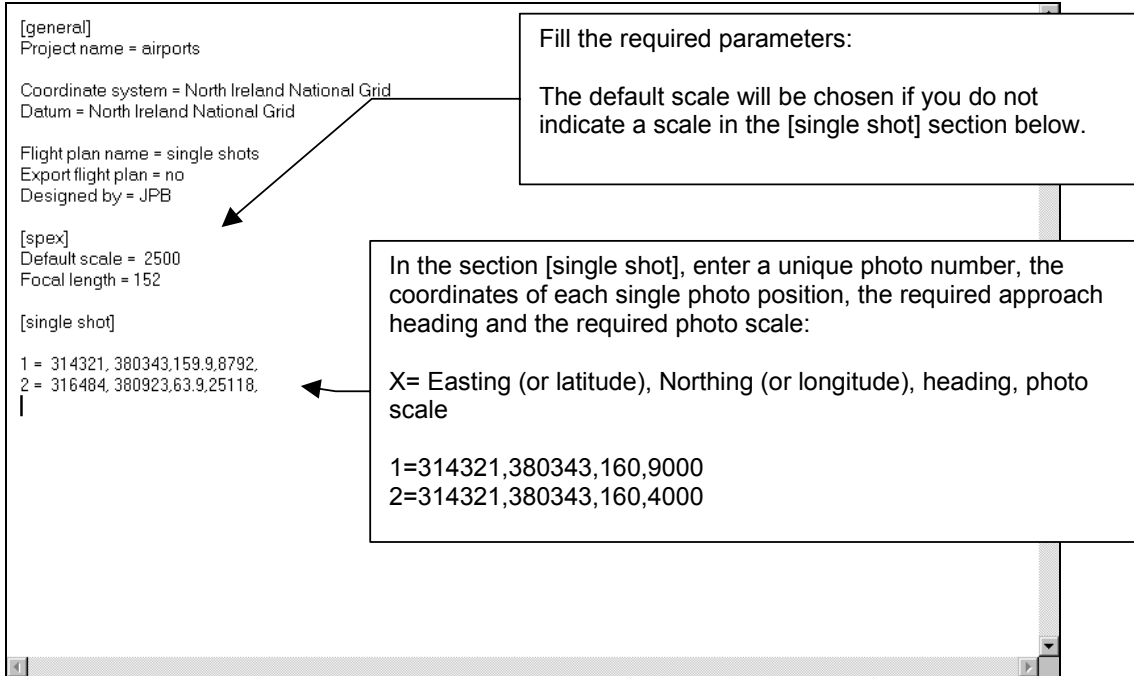 [general]
Project name = airports
Coordinate system = North Ireland National Grid
Datum = North Ireland National Grid
Flight plan name = single shots
Export flight plan = no
Designed by = JPB
[spex]
Default scale =  2500
Focal length = 152
[single shot]
1 =  314321, 380343,159.9,8792,
2 =  316484, 380923,63.9,25118,
Fill the required parameters:
The default scale will be chosen if you do not
indicate a scale in the [single shot] section below.
In the section [single shot], enter a unique photo number, the
coordinates of each single photo position, the required approach
heading and the required photo scale:
X= Easting (or latitude), Northing (or longitude), heading, photo
scale
1=314321,380343,160,9000
2=314321,380343,160,4000